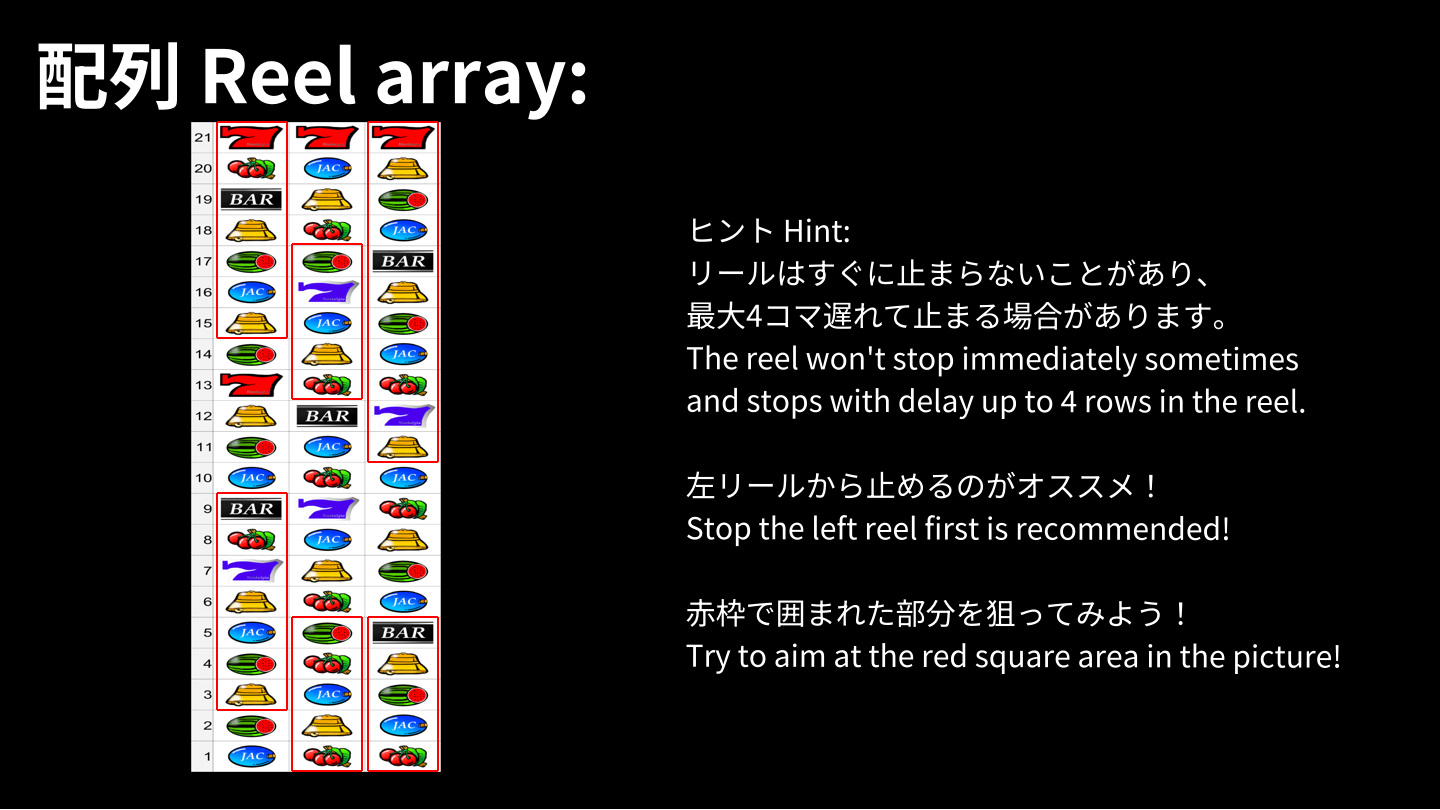 配列 Reel array:
21
20 JAC
19 BAR
18 JAC
17 BAR
16 JAC
15 JAC
14 JAC
13
12 BAR
11 JAC
10 JAC JAC
9 BAR
8 JAC
7
6 JAC
5 JAC BAR
4
3 JAC
2 JAC
1 JAC
ヒント Hint:
リールはすぐに止まらないことがあり、
最大4コマ遅れて止まる場合があります。
The reel won't stop immediately sometimes
and stops with delay up to 4 rows in the reel.
左リールから止めるのがオススメ！
Stop the left reel first is recommended!
赤枠で囲まれた部分を狙ってみよう！
Try to aim at the red square area in the picture!